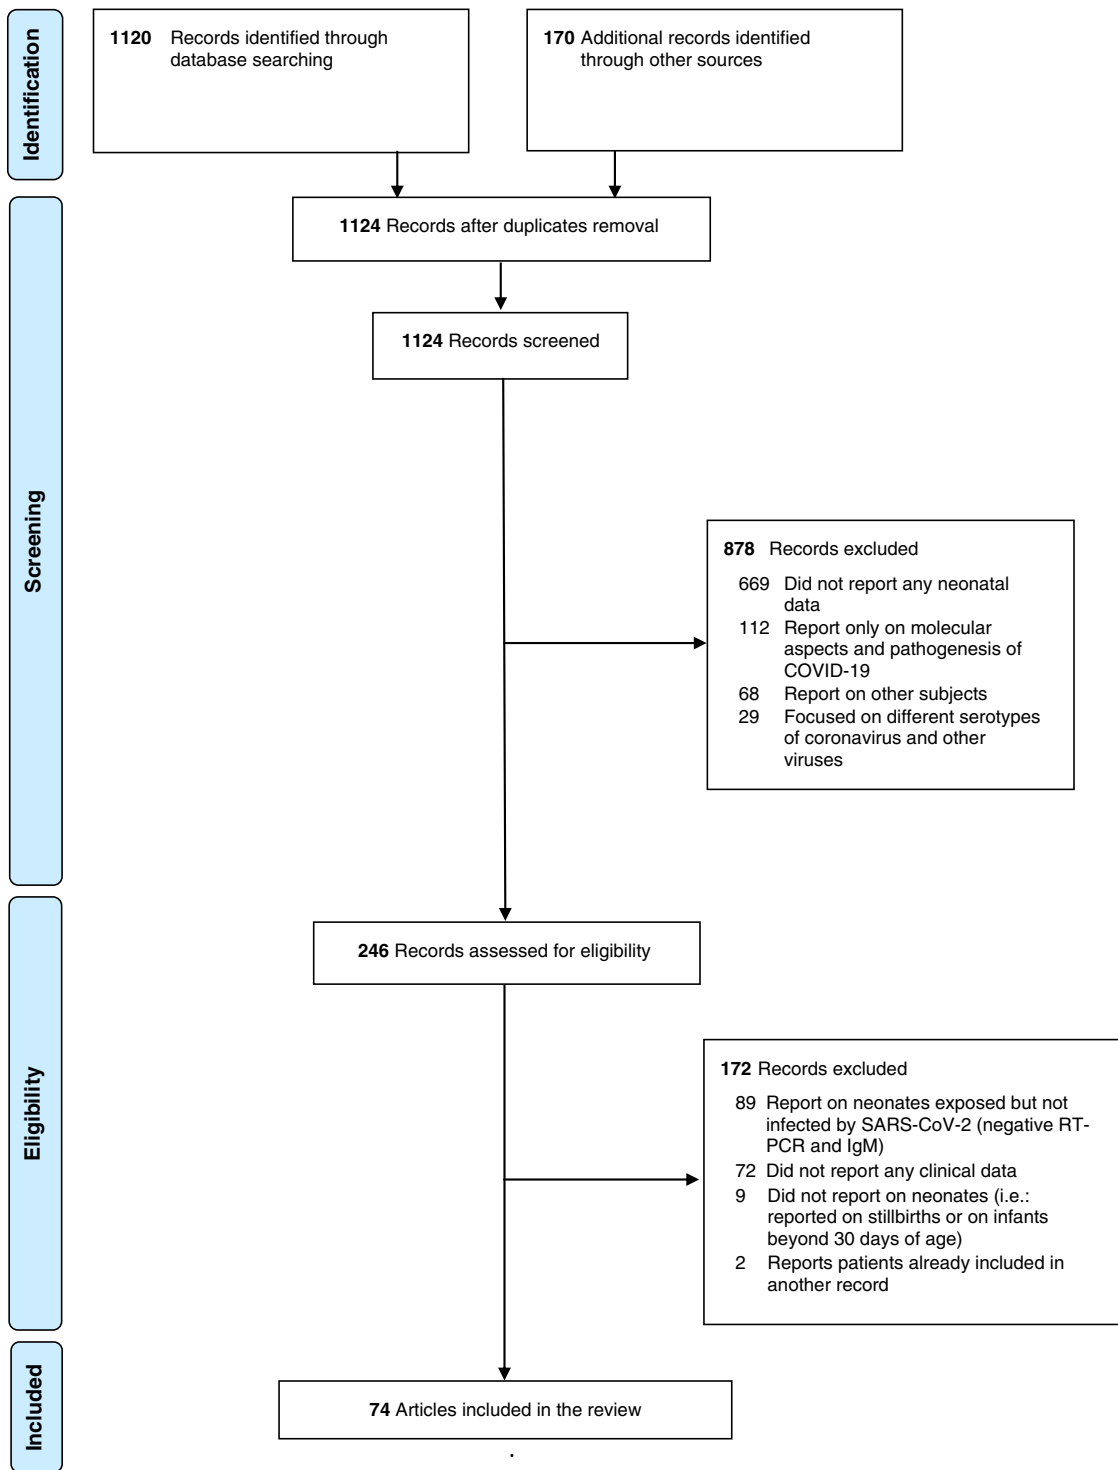 Identification
1120 Records identified through
database searching
170 Additional records identified
through other sources
Screening
1124 Records after duplicates removal
1124 Records screened
878 Records excluded
669 Did not report any neonatal
data
112 Report only on molecular
aspects and pathogenesis of
COVID-19
68 Report on other subjects
29 Focused on different serotypes
of coronavirus and other
viruses
Eligibility
246 Records assessed for eligibility
172 Records excluded
89 Report on neonates exposed but not
infected by SARS-CoV-2 (negative RT-
PCR and IgM)
72 Did not report any clinical data
9 Did not report on neonates (i.e.:
reported on stillbirths or on infants
beyond 30 days of age)
2 Reports patients already included in
another record
Included
74 Articles included in the review
.